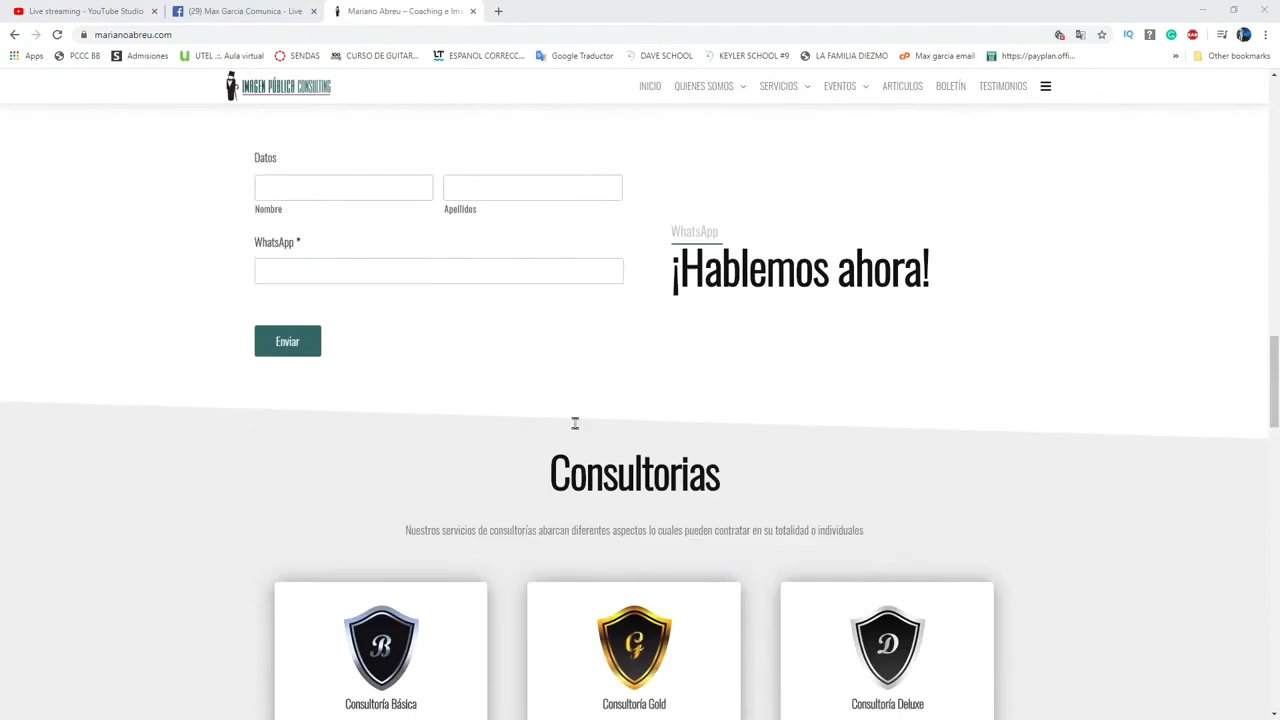 Live streaming - YouTube Studio
(29) Max Garcia Comunica - Live
Mariano Abreu – Coaching e Ima
marianoabreu.com
Apps
PCCC BB
Admisiones
UTEL .:. Aula virtual
SENDAS
CURSO DE GUITAR...
ESPANOL CORRECC...
Google Traductor
DAVE SCHOOL
KEYLER SCHOOL #9
LA FAMILIA DIEZMO
Max garcia email
https://payplan.offi...
Other bookmarks
IMAGEN PÚBLICA CONSULTING
INICIO
QUIENES SOMOS
SERVICIOS
EVENTOS
ARTICULOS
BOLETÍN
TESTIMONIOS
Datos
Nombre
Apellidos
WhatsApp *
Enviar
WhatsApp
¡Hablemos ahora!
Consultorias
Nuestros servicios de consultorías abarcan diferentes aspectos lo cuales pueden contratar en su totalidad o individuales
B
G
D
Consultoría Básica
Consultoría Gold
Consultoría Deluxe